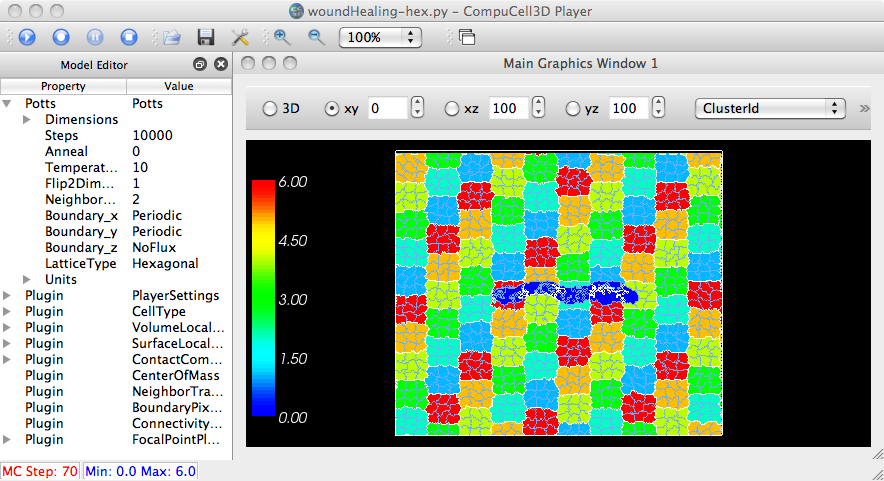 woundHealing-hex.py - CompuCell3D Player
100%
Model Editor
Main Graphics Window 1
Property Value
3D xy 0 xz 100 yz 100 ClusterId »
Potts Potts
Dimensions
Steps 10000
Anneal 0
Temperat... 10
Flip2Dim... 1
Neighbor... 2
Boundary_x Periodic
Boundary_y Periodic
Boundary_z NoFlux
LatticeType Hexagonal
Units
Plugin PlayerSettings
Plugin CellType
Plugin VolumeLocal...
Plugin SurfaceLocal...
Plugin ContactCom...
Plugin CenterOfMass
Plugin NeighborTra...
Plugin BoundaryPix...
Plugin Connectivity...
Plugin FocalPointPl...
6.00
4.50
3.00
1.50
0.00
MC Step: 70 Min: 0.0 Max: 6.0